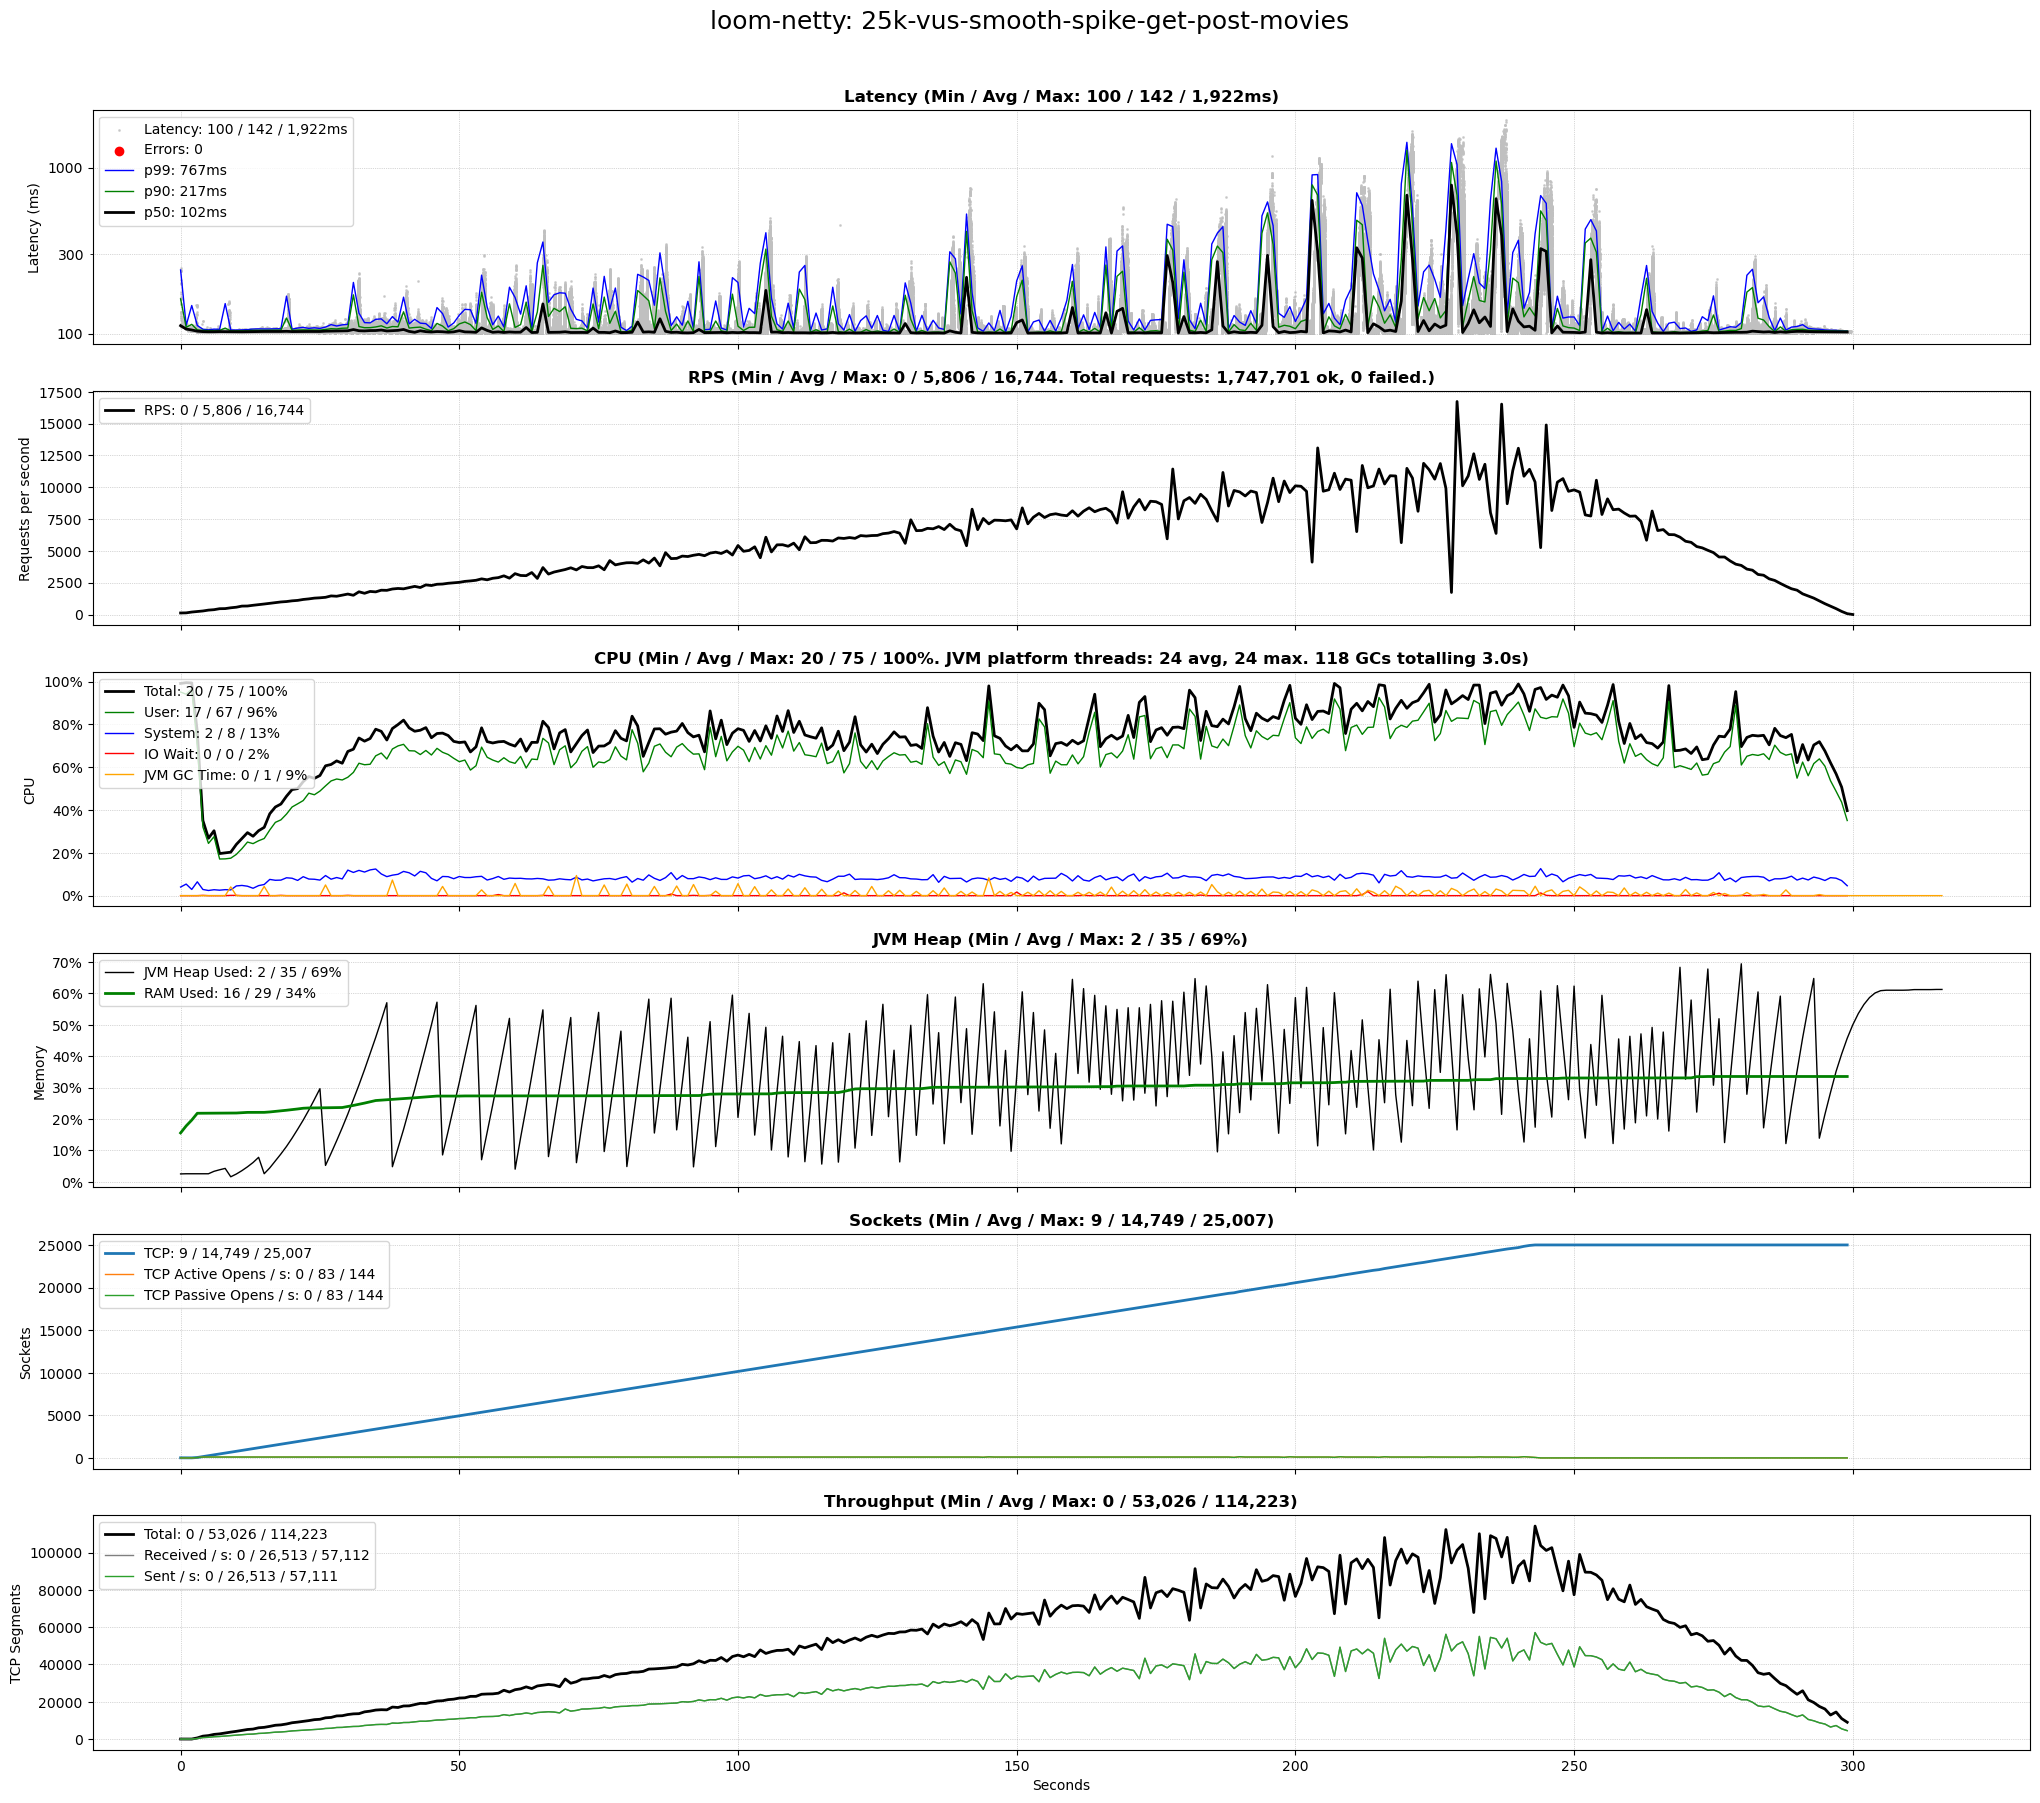 loom-netty: 25k-vus-smooth-spike-get-post-movies
Latency (Min / Avg / Max: 100 / 142 / 1,922ms)
Latency (ms)
1000
300
100
Latency: 100 / 142 / 1,922ms
Errors: 0
p99: 767ms
p90: 217ms
p50: 102ms
RPS (Min / Avg / Max: 0 / 5,806 / 16,744. Total requests: 1,747,701 ok, 0 failed.)
Requests per second
17500
15000
12500
10000
7500
5000
2500
0
RPS: 0 / 5,806 / 16,744
CPU (Min / Avg / Max: 20 / 75 / 100%. JVM platform threads: 24 avg, 24 max. 118 GCs totalling 3.0s)
CPU
100%
80%
60%
40%
20%
0%
Total: 20 / 75 / 100%
User: 17 / 67 / 96%
System: 2 / 8 / 13%
IO Wait: 0 / 0 / 2%
JVM GC Time: 0 / 1 / 9%
JVM Heap (Min / Avg / Max: 2 / 35 / 69%)
Memory
70%
60%
50%
40%
30%
20%
10%
0%
JVM Heap Used: 2 / 35 / 69%
RAM Used: 16 / 29 / 34%
Sockets (Min / Avg / Max: 9 / 14,749 / 25,007)
Sockets
25000
20000
15000
10000
5000
0
TCP: 9 / 14,749 / 25,007
TCP Active Opens / s: 0 / 83 / 144
TCP Passive Opens / s: 0 / 83 / 144
Throughput (Min / Avg / Max: 0 / 53,026 / 114,223)
TCP Segments
100000
80000
60000
40000
20000
0
Total: 0 / 53,026 / 114,223
Received / s: 0 / 26,513 / 57,112
Sent / s: 0 / 26,513 / 57,111
0 50 100 150 200 250 300
Seconds